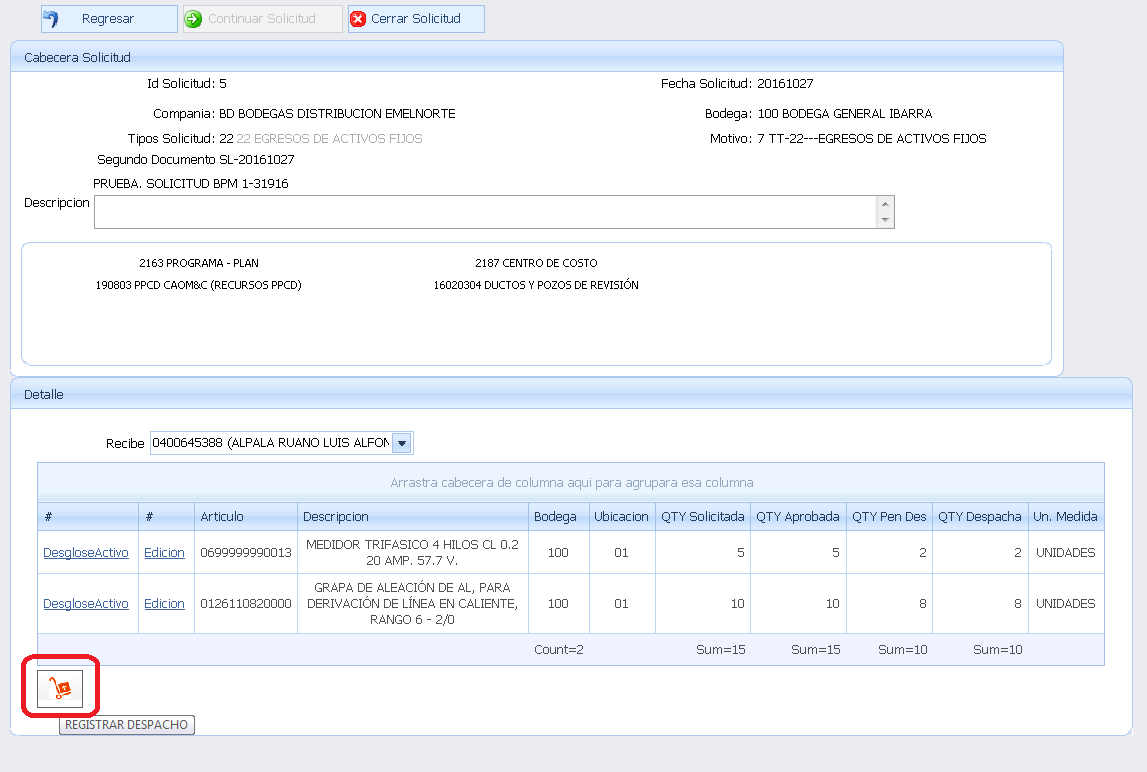 Regresar Continuar Solicitud Cerrar Solicitud
Cabecera Solicitud
Id Solicitud: 5 Fecha Solicitud: 20161027
Compania: BD BODEGAS DISTRIBUCION EMELNORTE Bodega: 100 BODEGA GENERAL IBARRA
Tipos Solicitud: 22 22 EGRESOS DE ACTIVOS FIJOS Motivo: 7 TT-22---EGRESOS DE ACTIVOS FIJOS
Segundo Documento SL-20161027
PRUEBA. SOLICITUD BPM 1-31916
Descripcion
2163 PROGRAMA - PLAN 2187 CENTRO DE COSTO
190803 PPCD CAOM&C (RECURSOS PPCD) 16020304 DUCTOS Y POZOS DE REVISIÓN
Detalle
Recibe 0400645388 (ALPALA RUANO LUIS ALFON
Arrastra cabecera de columna aqui para agrupara esa columna
# # Articulo Descripcion Bodega Ubicacion QTY Solicitada QTY Aprobada QTY Pen Des QTY Despacha Un. Medida
DesgloseActivo Edicion 0699999990013 MEDIDOR TRIFASICO 4 HILOS CL 0.2 20 AMP. 57.7 V. 100 01 5 5 2 2 UNIDADES
DesgloseActivo Edicion 0126110820000 GRAPA DE ALEACIÓN DE AL, PARA DERIVACIÓN DE LÍNEA EN CALIENTE, RANGO 6 - 2/0 100 01 10 10 8 8 UNIDADES
Count=2 Sum=15 Sum=15 Sum=10 Sum=10
REGISTRAR DESPACHO